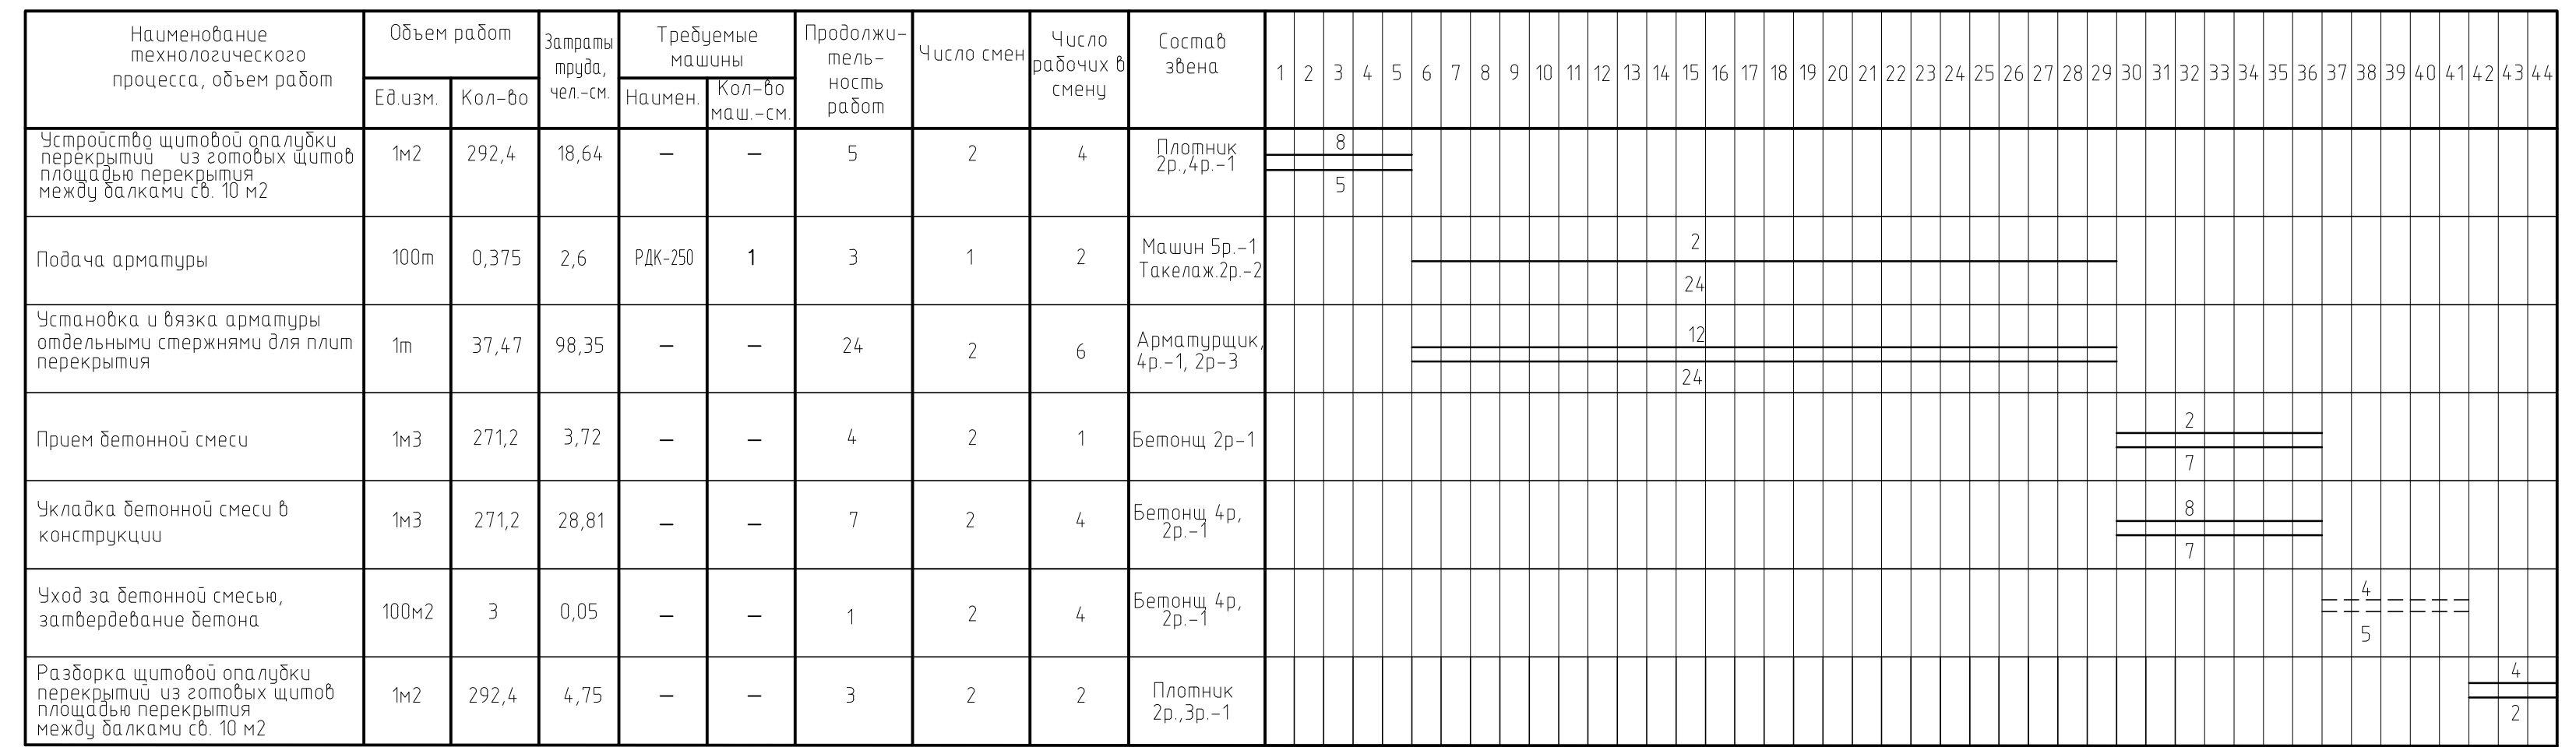 Наименование
технологического
процесса, объем работ
Объем работ
Ед.изм.
Кол-во
Затраты
труда,
чел.-см.
Требуемые
машины
Наимен.
Кол-во
маш.-см.
Продолжи-
тель-
ность
работ
Число смен
Число
рабочих в
смену
Состав
звена
1 2 3 4 5 6 7 8 9 10 11 12 13 14 15 16 17 18 19 20 21 22 23 24 25 26 27 28 29 30 31 32 33 34 35 36 37 38 39 40 41 42 43 44
Устройство щитовой опалубки
перекрытий из готовых щитов
площадью перекрытия
между балками св. 10 м2
1м2
292,4
18,64
–
–
5
2
4
Плотник
2р.,4р.-1
8
5
Подача арматуры
100т
0,375
2,6
РДК-250
1
3
1
2
Машин 5р.-1
Такелаж.2р.-2
2
24
Установка и вязка арматуры
отдельными стержнями для плит
перекрытия
1т
37,47
98,35
–
–
24
2
6
Арматурщик,
4р.-1, 2р-3
12
24
Прием бетонной смеси
1м3
271,2
3,72
–
–
4
2
1
Бетонщ 2р-1
2
7
Укладка бетонной смеси в
конструкции
1м3
271,2
28,81
–
–
7
2
4
Бетонщ 4р,
2р.-1
8
7
Уход за бетонной смесью,
затвердевание бетона
100м2
3
0,05
–
–
1
2
4
Бетонщ 4р,
2р.-1
4
5
Разборка щитовой опалубки
перекрытий из готовых щитов
площадью перекрытия
между балками св. 10 м2
1м2
292,4
4,75
–
–
3
2
2
Плотник
2р.,3р.-1
4
2